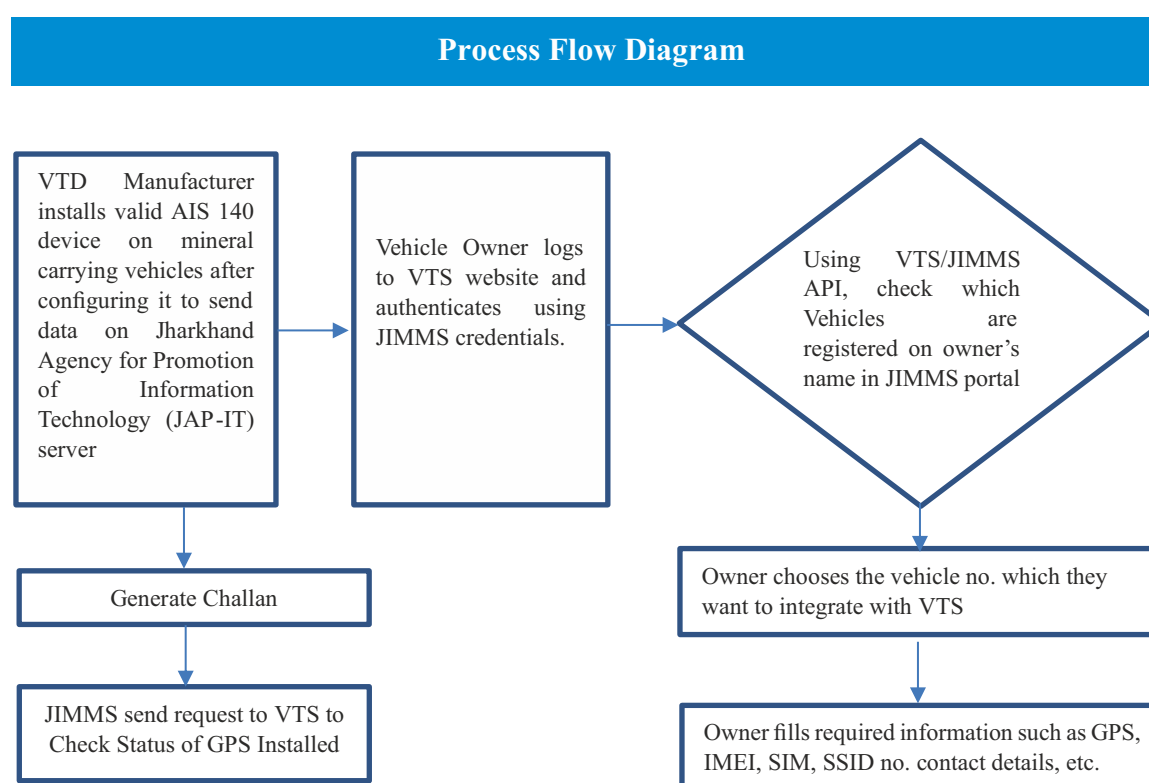 Process Flow Diagram
VTD Manufacturer
installs valid AIS 140
device on mineral
carrying vehicles after
configuring it to send
data on Jharkhand
Agency for Promotion
of Information
Technology (JAP-IT)
server
Vehicle Owner logs
to VTS website and
authenticates using
JIMMS credentials.
Using VTS/JIMMS
API, check which
Vehicles are
registered on owner’s
name in JIMMS portal
Generate Challan
JIMMS send request to VTS to
Check Status of GPS Installed
Owner chooses the vehicle no. which they
want to integrate with VTS
Owner fills required information such as GPS,
IMEI, SIM, SSID no. contact details, etc.